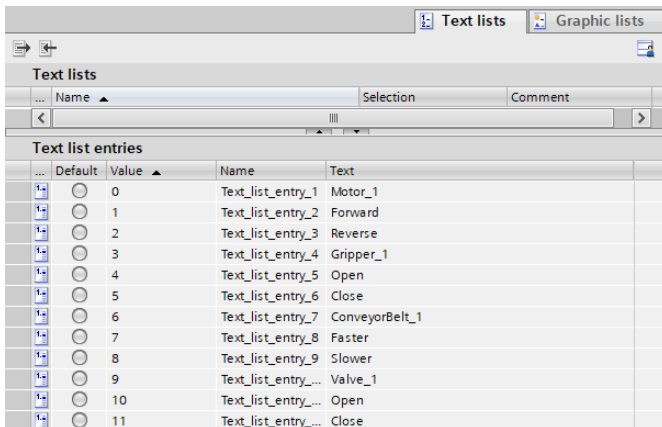 Text lists Graphic lists
Text lists
... Name Selection Comment
Text list entries
... Default Value Name Text
0 Text_list_entry_1 Motor_1
1 Text_list_entry_2 Forward
2 Text_list_entry_3 Reverse
3 Text_list_entry_4 Gripper_1
4 Text_list_entry_5 Open
5 Text_list_entry_6 Close
6 Text_list_entry_7 ConveyorBelt_1
7 Text_list_entry_8 Faster
8 Text_list_entry_9 Slower
9 Text_list_entry_... Valve_1
10 Text_list_entry_... Open
11 Text_list_entry_... Close